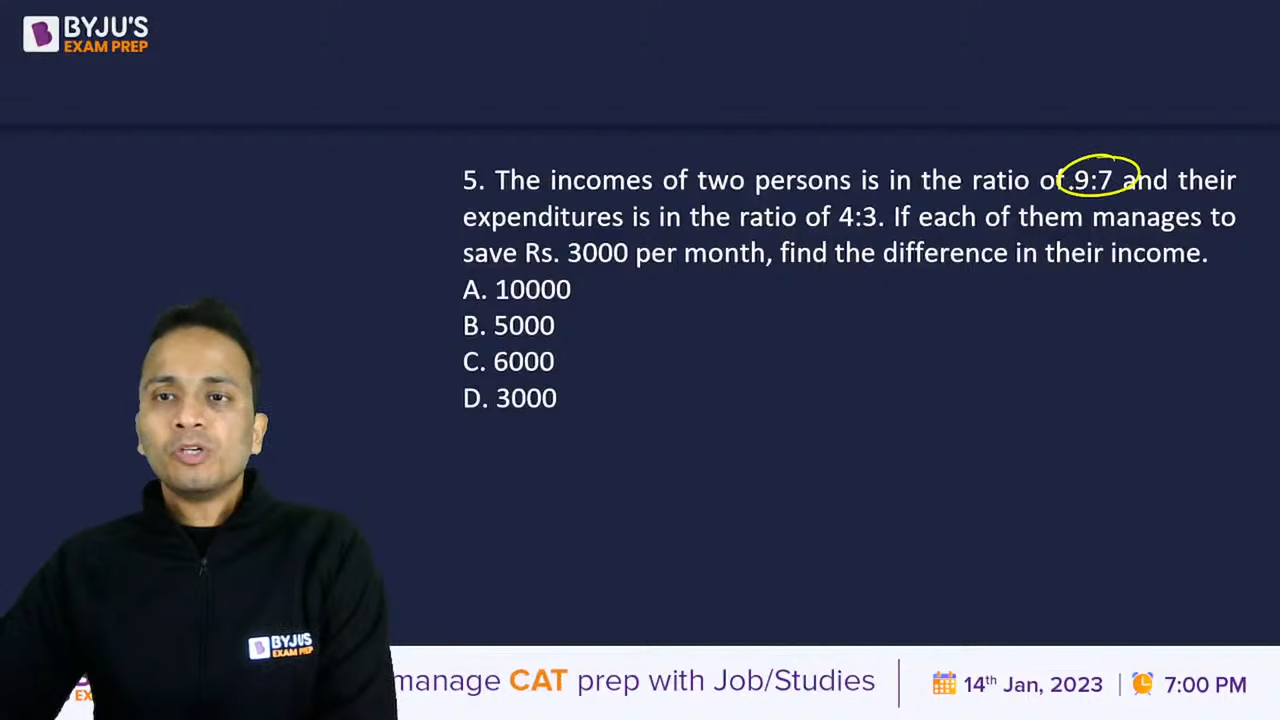 BYJU'S
EXAM PREP
5. The incomes of two persons is in the ratio of .9:7 and their
expenditures is in the ratio of 4:3. If each of them manages to
save Rs. 3000 per month, find the difference in their income.
A. 10000
B. 5000
C. 6000
D. 3000
BYJU'S
EXAM PREP
manage CAT prep with Job/Studies
14th Jan, 2023
7:00 PM